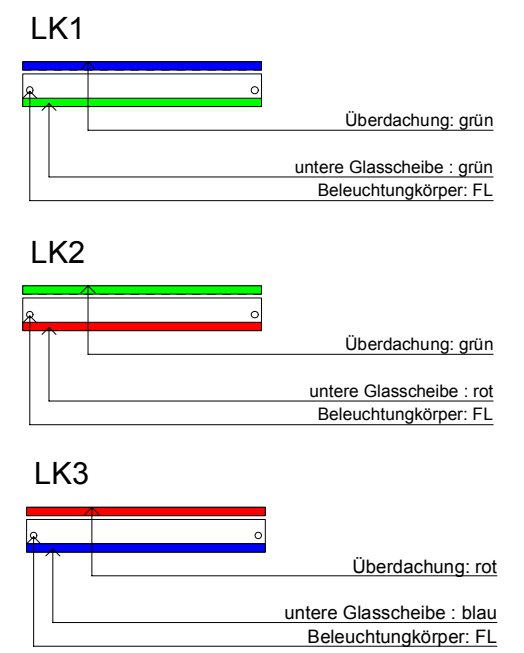 LK1
Überdachung: grün
untere Glasscheibe : grün
Beleuchtungkörper: FL
LK2
Überdachung: grün
untere Glasscheibe : rot
Beleuchtungkörper: FL
LK3
Überdachung: rot
untere Glasscheibe : blau
Beleuchtungkörper: FL